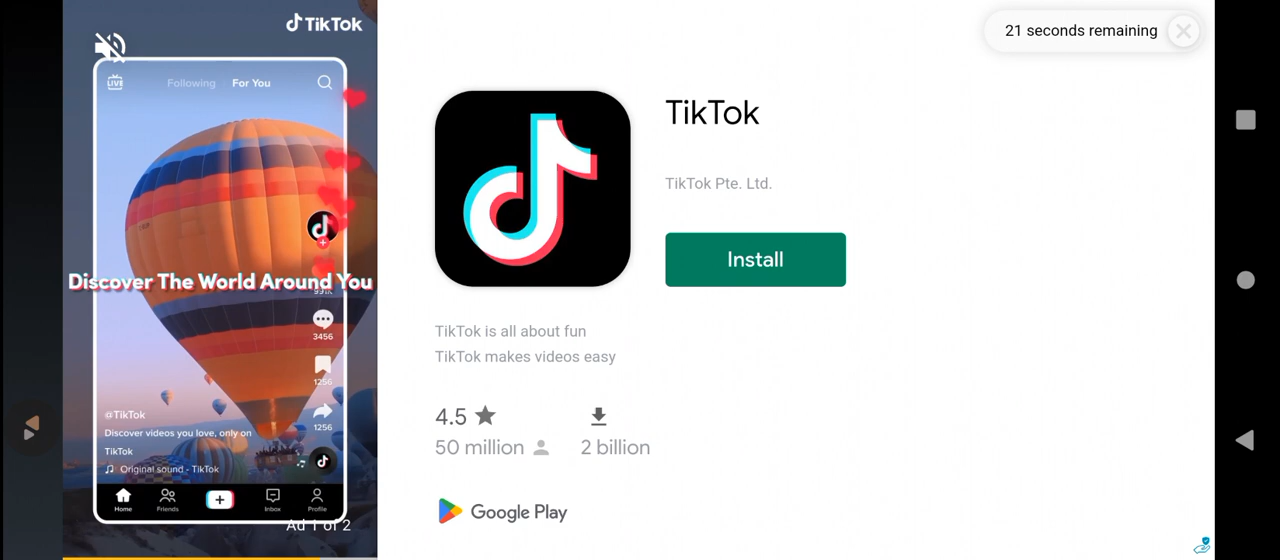 TikTok
LIVE
Following For You
Discover The World Around You
991K
3456
1256
1256
@TikTok
Discover videos you love, only on
TikTok
Original sound - TikTok
Home Friends Inbox Profile
Ad 1 of 2
21 seconds remaining
TikTok
TikTok Pte. Ltd.
Install
TikTok is all about fun
TikTok makes videos easy
4.5
50 million 2 billion
Google Play